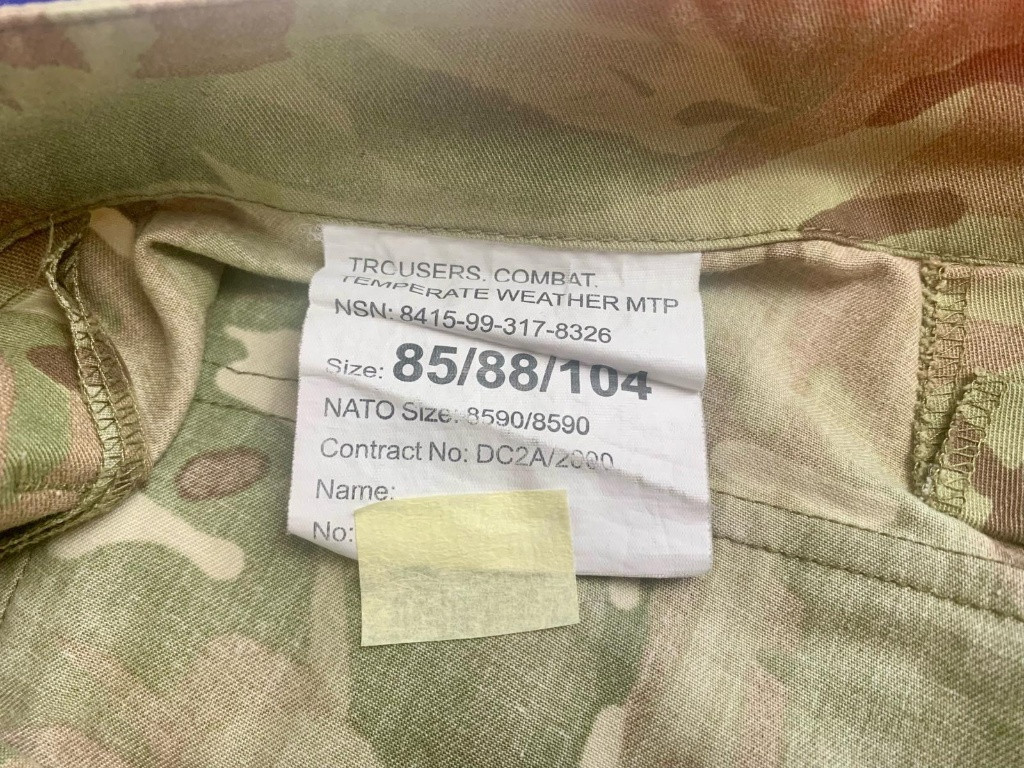 TROUSERS. COMBAT.
TEMPERATE WEATHER MTP
NSN: 8415-99-317-8326
Size: 85/88/104
NATO Size: 8590/8590
Contract No: DC2A/2000
Name:
No: